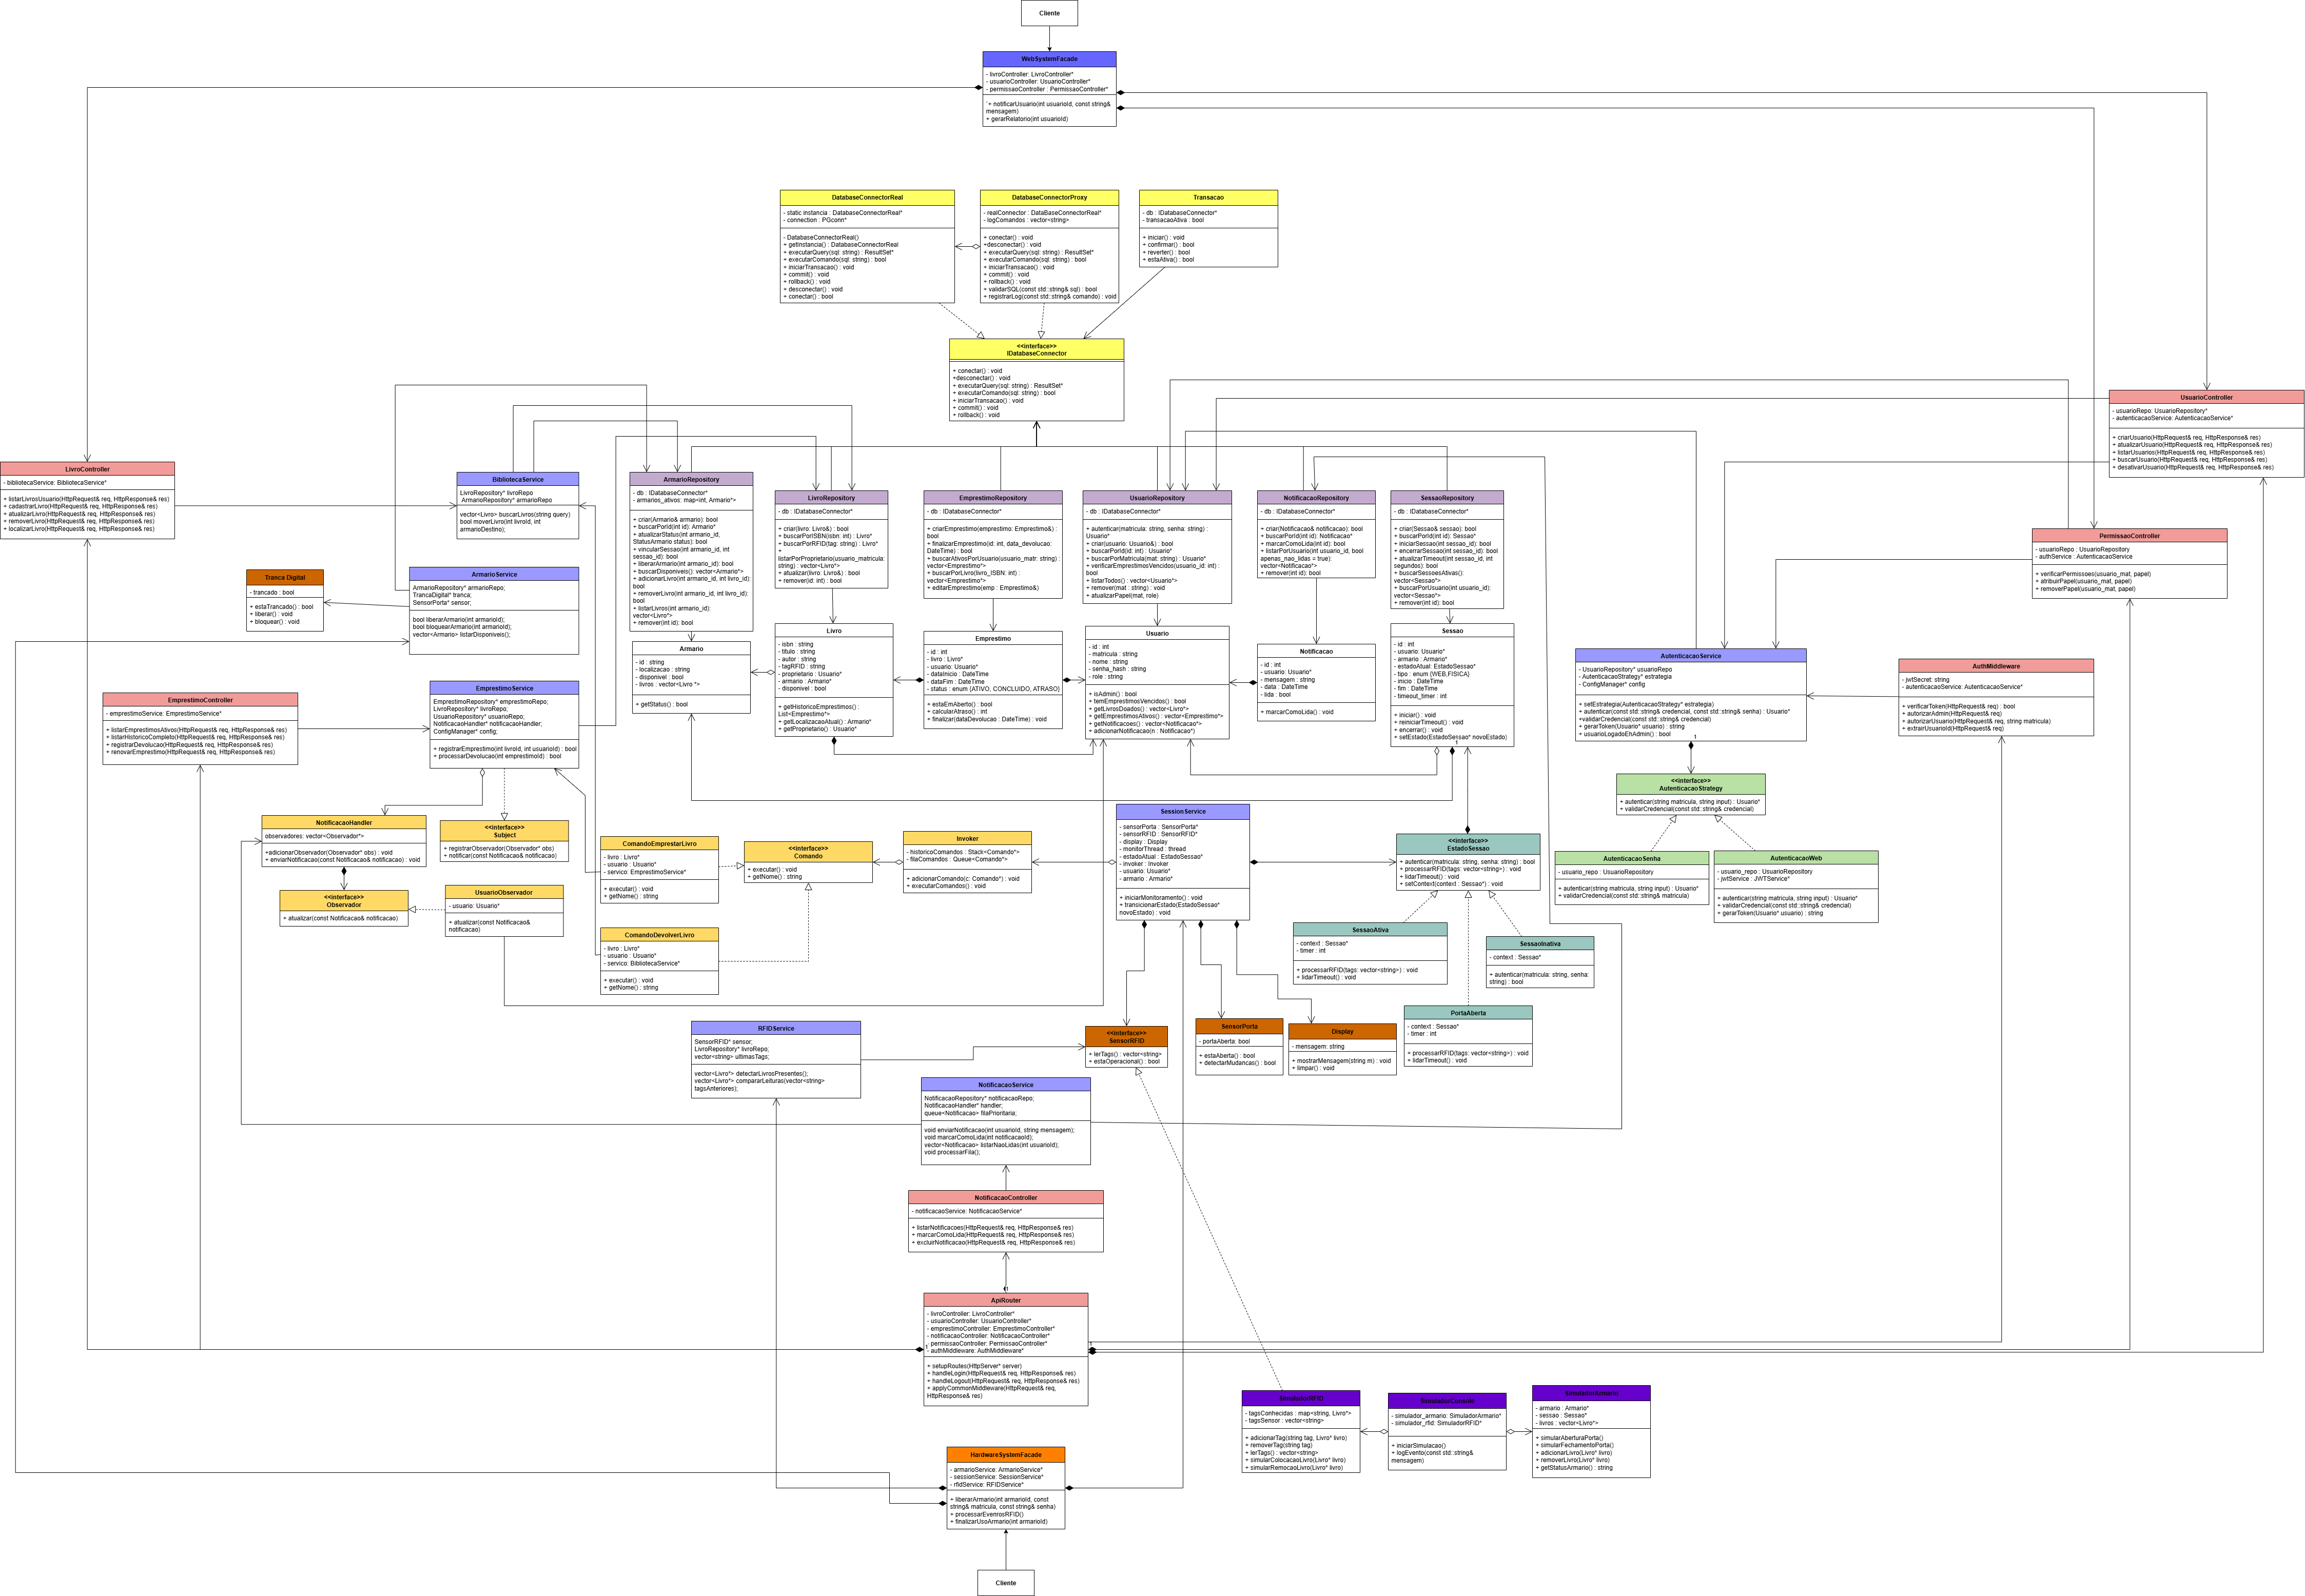 Cliente
WebSystemFacade
- livroController: LivroController*
- usuarioController: UsuarioController*
- permissaoController : PermissaoController*
`+ notificarUsuario(int usuarioId, const string&
mensagem)
+ gerarRelatorio(int usuarioId)
DatabaseConnectorReal
- static instancia : DatabaseConnectorReal*
- connection : PGconn*
- DatabaseConnectorReal()
+ getInstancia() : DatabaseConnectorReal
+ executarQuery(sql: string) : ResultSet*
+ executarComando(sql: string) : bool
+ iniciarTransacao() : void
+ commit() : void
+ rollback() : void
+ desconectar() : void
+ conectar() : bool
DatabaseConnectorProxy
- realConnector : DataBaseConnectorReal*
- logComandos : vector<string>
+ conectar() : void
+desconectar() : void
+ executarQuery(sql: string) : ResultSet*
+ executarComando(sql: string) : bool
+ iniciarTransacao() : void
+ commit() : void
+ rollback() : void
+ validarSQL(const std::string& sql) : bool
+ registrarLog(const std::string& comando) : void
Transacao
- db : IDatabaseConnector*
- transacaoAtiva : bool
+ iniciar() : void
+ confirmar() : bool
+ reverter() : bool
+ estaAtiva() : bool
<<interface>>
IDatabaseConnector
+ conectar() : void
+desconectar() : void
+ executarQuery(sql: string) : ResultSet*
+ executarComando(sql: string) : bool
+ iniciarTransacao() : void
+ commit() : void
+ rollback() : void
UsuarioController
- usuarioRepo: UsuarioRepository*
- autenticacaoService: AutenticacaoService*
+ criarUsuario(HttpRequest& req, HttpResponse& res)
+ atualizarUsuario(HttpRequest& req, HttpResponse& res)
+ listarUsuarios(HttpRequest& req, HttpResponse& res)
+ buscarUsuario(HttpRequest& req, HttpResponse& res)
+ desativarUsuario(HttpRequest& req, HttpResponse& res)
LivroController
- bibliotecaService: BibliotecaService*
+ listarLivrosUsuario(HttpRequest& req, HttpResponse& res)
+ cadastrarLivro(HttpRequest& req, HttpResponse& res)
+ atualizarLivro(HttpRequest& req, HttpResponse& res)
+ removerLivro(HttpRequest& req, HttpResponse& res)
+ localizarLivro(HttpRequest& req, HttpResponse& res)
BibliotecaService
LivroRepository* livroRepo
ArmarioRepository* armarioRepo
vector<Livro> buscarLivros(string query)
bool moverLivro(int livroId, int
armarioDestino);
ArmarioRepository
- db : IDatabaseConnector*
- armarios_ativos: map<int, Armario*>
+ criar(Armario& armario): bool
+ buscarPorId(int id): Armario*
+ atualizarStatus(int armario_id,
StatusArmario status): bool
+ vincularSessao(int armario_id, int
sessao_id): bool
+ liberarArmario(int armario_id): bool
+ buscarDisponiveis(): vector<Armario*>
+ adicionarLivro(int armario_id, int livro_id):
bool
+ removerLivro(int armario_id, int livro_id):
bool
+ listarLivros(int armario_id):
vector<Livro*>
+ remover(int id): bool
LivroRepository
- db : IDatabaseConnector*
+ criar(livro: Livro&) : bool
+ buscarPorISBN(isbn: int) : Livro*
+ buscarPorRFID(tag: string) : Livro*
+
listarPorProprietario(usuario_matricula:
string) : vector<Livro*>
+ atualizar(livro: Livro&) : bool
+ remover(id: int) : bool
EmprestimoRepository
- db : IDatabaseConnector*
+ criarEmprestimo(emprestimo: Emprestimo&) :
bool
+ finalizarEmprestimo(id: int, data_devolucao:
DateTime) : bool
+ buscarAtivosPorUsuario(usuario_matr: string) :
vector<Emprestimo*>
+ buscarPorLivro(livro_ISBN: int) :
vector<Emprestimo*>
+ editarEmprestimo(emp : Emprestimo&)
UsuarioRepository
- db : IDatabaseConnector*
+ autenticar(matricula: string, senha: string) :
Usuario*
+ criar(usuario: Usuario&) : bool
+ buscarPorId(id: int) : Usuario*
+ buscarPorMatricula(mat: string) : Usuario*
+ verificarEmprestimosVencidos(usuario_id: int) :
bool
+ listarTodos() : vector<Usuario*>
+ remover(mat : string) : void
+ atualizarPapel(mat, role)
NotificacaoRepository
- db : IDatabaseConnector*
+ criar(Notificacao& notificacao): bool
+ buscarPorId(int id): Notificacao*
+ marcarComoLida(int id): bool
+ listarPorUsuario(int usuario_id, bool
apenas_nao_lidas = true):
vector<Notificacao*>
+ remover(int id): bool
SessaoRepository
- db : IDatabaseConnector*
+ criar(Sessao& sessao): bool
+ buscarPorId(int id): Sessao*
+ iniciarSessao(int sessao_id): bool
+ encerrarSessao(int sessao_id): bool
+ atualizarTimeout(int sessao_id, int
segundos): bool
+ buscarSessoesAtivas():
vector<Sessao*>
+ buscarPorUsuario(int usuario_id):
vector<Sessao*>
+ remover(int id): bool
PermissaoController
- usuarioRepo : UsuarioRepository
- authService : AutenticacaoService
+ verificarPermissoes(usuario_mat, papel)
+ atribuirPapel(usuario_mat, papel)
+ removerPapel(usuario_mat, papel)
Tranca Digital
- trancado : bool
+ estaTrancado() : bool
+ liberar() : void
+ bloquear() : void
ArmarioService
ArmarioRepository* armarioRepo;
TrancaDigital* tranca;
SensorPorta* sensor;
bool liberarArmario(int armarioId);
bool bloquearArmario(int armarioId);
vector<Armario> listarDisponiveis();
Armario
- id : string
- localizacao : string
- disponivel : bool
- livros : vector<Livro *>
+ getStatus() : bool
Livro
- isbn : string
- titulo : string
- autor : string
- tagRFID : string
- proprietario : Usuario*
- armario : Armario*
- disponivel : bool
+ getHistoricoEmprestimos() :
List<Emprestimo*>
+ getLocalizacaoAtual() : Armario*
+ getProprietario() : Usuario*
Emprestimo
- id : int
- livro : Livro*
- usuario: Usuario*
- dataInicio : DateTime
- dataFim : DateTime
- status : enum {ATIVO, CONCLUIDO, ATRASO}
+ estaEmAberto() : bool
+ calcularAtraso() : int
+ finalizar(dataDevolucao : DateTime) : void
Usuario
- id : int
- matricula : string
- nome : string
- senha_hash : string
- role : string
+ isAdmin() : bool
+ temEmprestimosVencidos() : bool
+ getLivrosDoados() : vector<Livro*>
+ getEmprestimosAtivos() : vector<Emprestimo*>
+ getNotificacoes() : vector<Notificacao*>
+ adicionarNotificacao(n : Notificacao*)
Notificacao
- id : int
- usuario: Usuario*
- mensagem : string
- data : DateTime
- lida : bool
+ marcarComoLida() : void
Sessao
- id : int
- usuario: Usuario*
- armario : Armario*
- estadoAtual : EstadoSessao*
- tipo : enum {WEB,FISICA}
- inicio : DateTime
- fim : DateTime
- timeout_timer : int
+ iniciar() : void
+ reiniciarTimeout() : void
+ encerrar() : void
+ setEstado(EstadoSessao* novoEstado)
1
AutenticacaoService
- UsuarioRepository* usuarioRepo
- AutenticacaoStrategy* estrategia
- ConfigManager* config
+ setEstrategia(AutenticacaoStrategy* estrategia)
+ autenticar(const std::string& credencial, const std::string& senha) : Usuario*
+validarCredencial(const std::string& credencial)
+ gerarToken(Usuario* usuario) : string
+ usuarioLogadoEhAdmin() : bool
1
AuthMiddleware
- jwtSecret: string
- autenticacaoService: AutenticacaoService*
+ verificarToken(HttpRequest& req) : bool
+ autorizarAdmin(HttpRequest& req)
+ autorizarUsuario(HttpRequest& req, string matricula)
+ extrairUsuarioId(HttpRequest& req)
EmprestimoController
- emprestimoService: EmprestimoService*
+ listarEmprestimosAtivos(HttpRequest& req, HttpResponse& res)
+ listarHistoricoCompleto(HttpRequest& req, HttpResponse& res)
+ registrarDevolucao(HttpRequest& req, HttpResponse& res)
+ renovarEmprestimo(HttpRequest& req, HttpResponse& res)
EmprestimoService
EmprestimoRepository* emprestimoRepo;
LivroRepository* livroRepo;
UsuarioRepository* usuarioRepo;
NotificacaoHandler* notificacaoHandler;
ConfigManager* config;
+registrarEmprestimo(int livroId, int usuarioId) : bool
+ processarDevolucao(int emprestimoId) : bool
<<interface>>
AutenticacaoStrategy
+ autenticar(string matricula, string input) : Usuario*
+ validarCredencial(const std::string& credencial)
AutenticacaoSenha
- usuario_repo : UsuarioRepository
+ autenticar(string matricula, string input) : Usuario*
+ validarCredencial(const std::string& matricula)
AutenticacaoWeb
- usuario_repo : UsuarioRepository
- jwtService : JWTService*
+ autenticar(string matricula, string input) : Usuario*
+ validarCredencial(const std::string& credencial)
+ gerarToken(Usuario* usuario) : string
NotificacaoHandler
observadores: vector<Observador*>
+adicionarObservador(Observador* obs) : void
+ enviarNotificacao(const Notificacao& notificacao) : void
<<interface>>
Subject
+ registrarObservador(Observador* obs)
+ notificar(const Notificacao& notificacao)
<<interface>>
Observador
+ atualizar(const Notificacao& notificacao)
UsuarioObservador
- usuario: Usuario*
+ atualizar(const Notificacao&
notificacao)
ComandoEmprestarLivro
- livro : Livro*
- usuario : Usuario*
- servico: EmprestimoService*
+ executar() : void
+ getNome() : string
ComandoDevolverLivro
- livro : Livro*
- usuario : Usuario*
- servico: BibliotecaService*
+ executar() : void
+ getNome() : string
<<interface>>
Comando
+ executar() : void
+ getNome() : string
Invoker
- historicoComandos : Stack<Comando*>
- filaComandos : Queue<Comando*>
+ adicionarComando(c: Comando*) : void
+ executarComandos() : void
SessionService
- sensorPorta : SensorPorta*
- sensorRFID : SensorRFID*
- display : Display
- monitorThread : thread
- estadoAtual : EstadoSessao*
- invoker : Invoker
- usuario: Usuario*
- armario : Armario*
+ iniciarMonitoramento() : void
+ transicionarEstado(EstadoSessao*
novoEstado) : void
<<interface>>
EstadoSessao
+ autenticar(matricula: string, senha: string) : bool
+ processarRFID(tags: vector<string>) : void
+ lidarTimeout() : void
+ setContext(context : Sessao*) : void
SessaoAtiva
- context : Sessao*
- timer : int
+ processarRFID(tags: vector<string>) : void
+ lidarTimeout() : void
SessaoInativa
- context : Sessao*
+ autenticar(matricula: string, senha:
string) : bool
PortaAberta
- context : Sessao*
- timer : int
+ processarRFID(tags: vector<string>) : void
+ lidarTimeout() : void
RFIDService
SensorRFID* sensor;
LivroRepository* livroRepo;
vector<string> ultimasTags;
vector<Livro*> detectarLivrosPresentes();
vector<Livro*> compararLeituras(vector<string>
tagsAnteriores);
<<interface>>
SensorRFID
+ lerTags() : vector<string>
+ estaOperacional() : bool
SensorPorta
- portaAberta: bool
+ estaAberta() : bool
+ detectarMudancas() : bool
Display
- mensagem: string
+ mostrarMensagem(string m) : void
+ limpar() : void
NotificacaoService
NotificacaoRepository* notificacaoRepo;
NotificacaoHandler* handler;
queue<Notificacao> filaPrioritaria;
void enviarNotificacao(int usuarioId, string mensagem);
void marcarComoLida(int notificacaoId);
vector<Notificacao> listarNaoLidas(int usuarioId);
void processarFila();
NotificacaoController
- notificacaoService: NotificacaoService*
+ listarNotificacoes(HttpRequest& req, HttpResponse& res)
+ marcarComoLida(HttpRequest& req, HttpResponse& res)
+ excluirNotificacao(HttpRequest& req, HttpResponse& res)
ApiRouter
- livroController: LivroController*
- usuarioController: UsuarioController*
- emprestimoController: EmprestimoController*
- notificacaoController: NotificacaoController*
- permissaoController: PermissaoController*
- authMiddleware: AuthMiddleware*
+ setupRoutes(HttpServer* server)
+ handleLogin(HttpRequest& req, HttpResponse& res)
+ handleLogout(HttpRequest& req, HttpResponse& res)
+ applyCommonMiddleware(HttpRequest& req,
HttpResponse& res)
1
1
SimuladorRFID
- tagsConhecidas : map<string, Livro*>
- tagsSensor : vector<string>
+ adicionarTag(string tag, Livro* livro)
+ removerTag(string tag)
+ lerTags() : vector<string>
+ simularColocacaoLivro(Livro* livro)
+ simularRemocaoLivro(Livro* livro)
SimuladorConsole
- simulador_armario: SimuladorArmario*
- simulador_rfid: SimuladorRFID*
+ iniciarSimulacao()
+ logEvento(const std::string&
mensagem)
SimuladorArmario
- armario : Armario*
- sessao : Sessao*
- livros : vector<Livro*>
+ simularAberturaPorta()
+ simularFechamentoPorta()
+ adicionarLivro(Livro* livro)
+ removerLivro(Livro* livro)
+ getStatusArmario() : string
HardwareSystemFacade
- armarioService: ArmarioService*
- sessionService: SessionService*
- rfidService: RFIDService*
+ liberarArmario(int armarioId, const
string& matricula, const string& senha)
+ processarEvenrosRFID()
+ finalizarUsoArmario(int armarioId)
Cliente